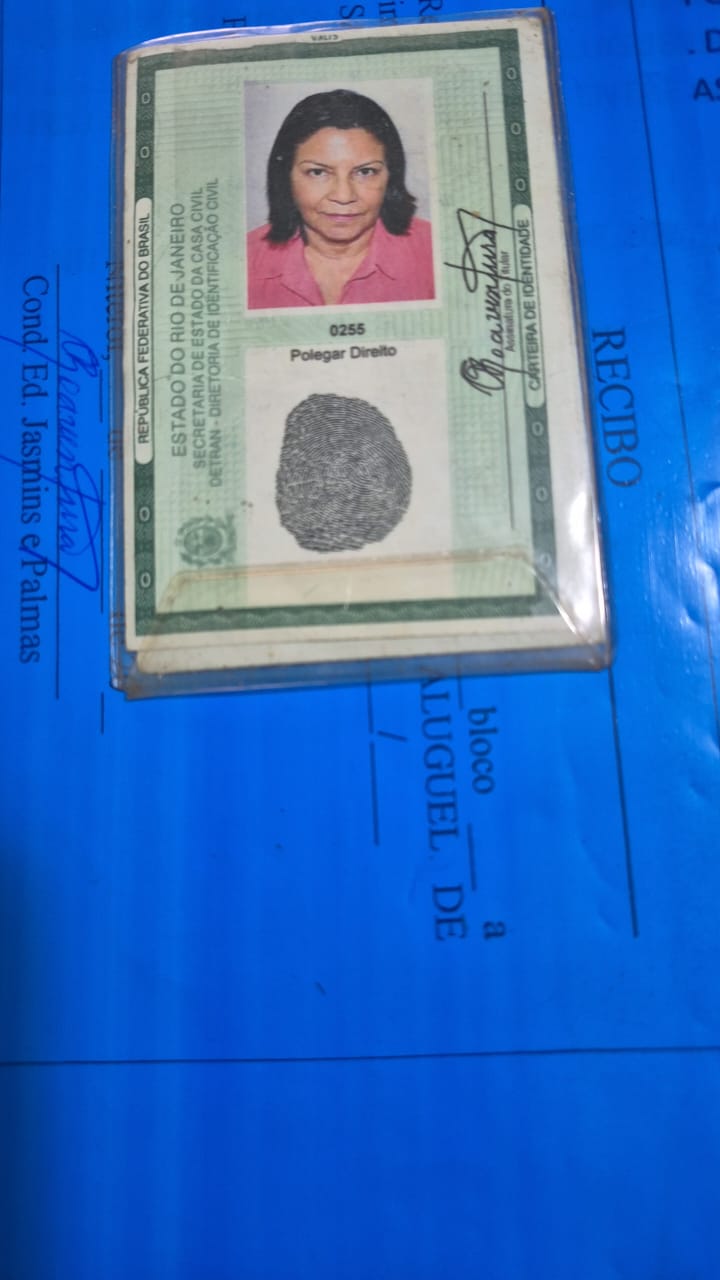 VALID
REPÚBLICA FEDERATIVA DO BRASIL
ESTADO DO RIO DE JANEIRO
SECRETARIA DE ESTADO DA CASA CIVIL
DETRAN - DIRETORIA DE IDENTIFICAÇÃO CIVIL
0255
Polegar Direito
Assinatura do Titular
CARTEIRA DE IDENTIDADE
RECIBO
bloco
a
ALUGUEL DE
/
Cond. Ed. Jasmins e Palmas